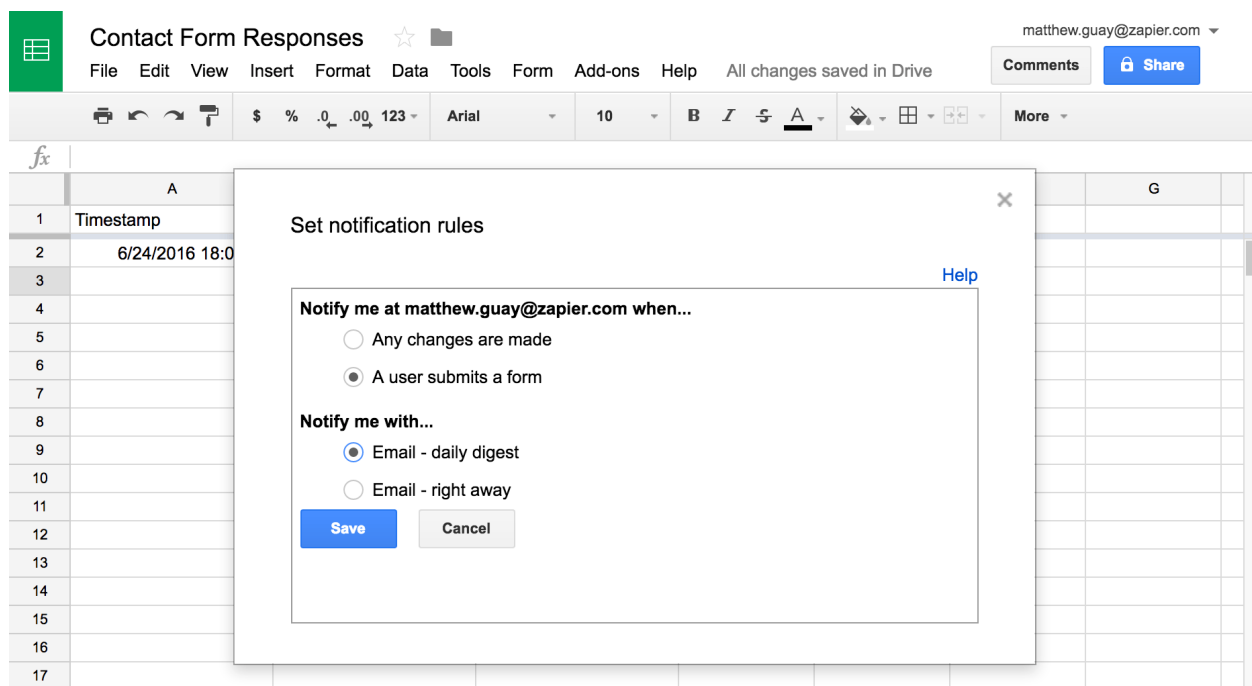 Contact Form Responses
matthew.guay@zapier.com
File Edit View Insert Format Data Tools Form Add-ons Help All changes saved in Drive
Comments Share
$ % .0 .00 123 Arial 10 B I S A More
fx
A G
1 Timestamp
2 6/24/2016 18:0
3
4
5
6
7
8
9
10
11
12
13
14
15
16
17
Set notification rules
Help
Notify me at matthew.guay@zapier.com when...
Any changes are made
A user submits a form
Notify me with...
Email - daily digest
Email - right away
Save Cancel